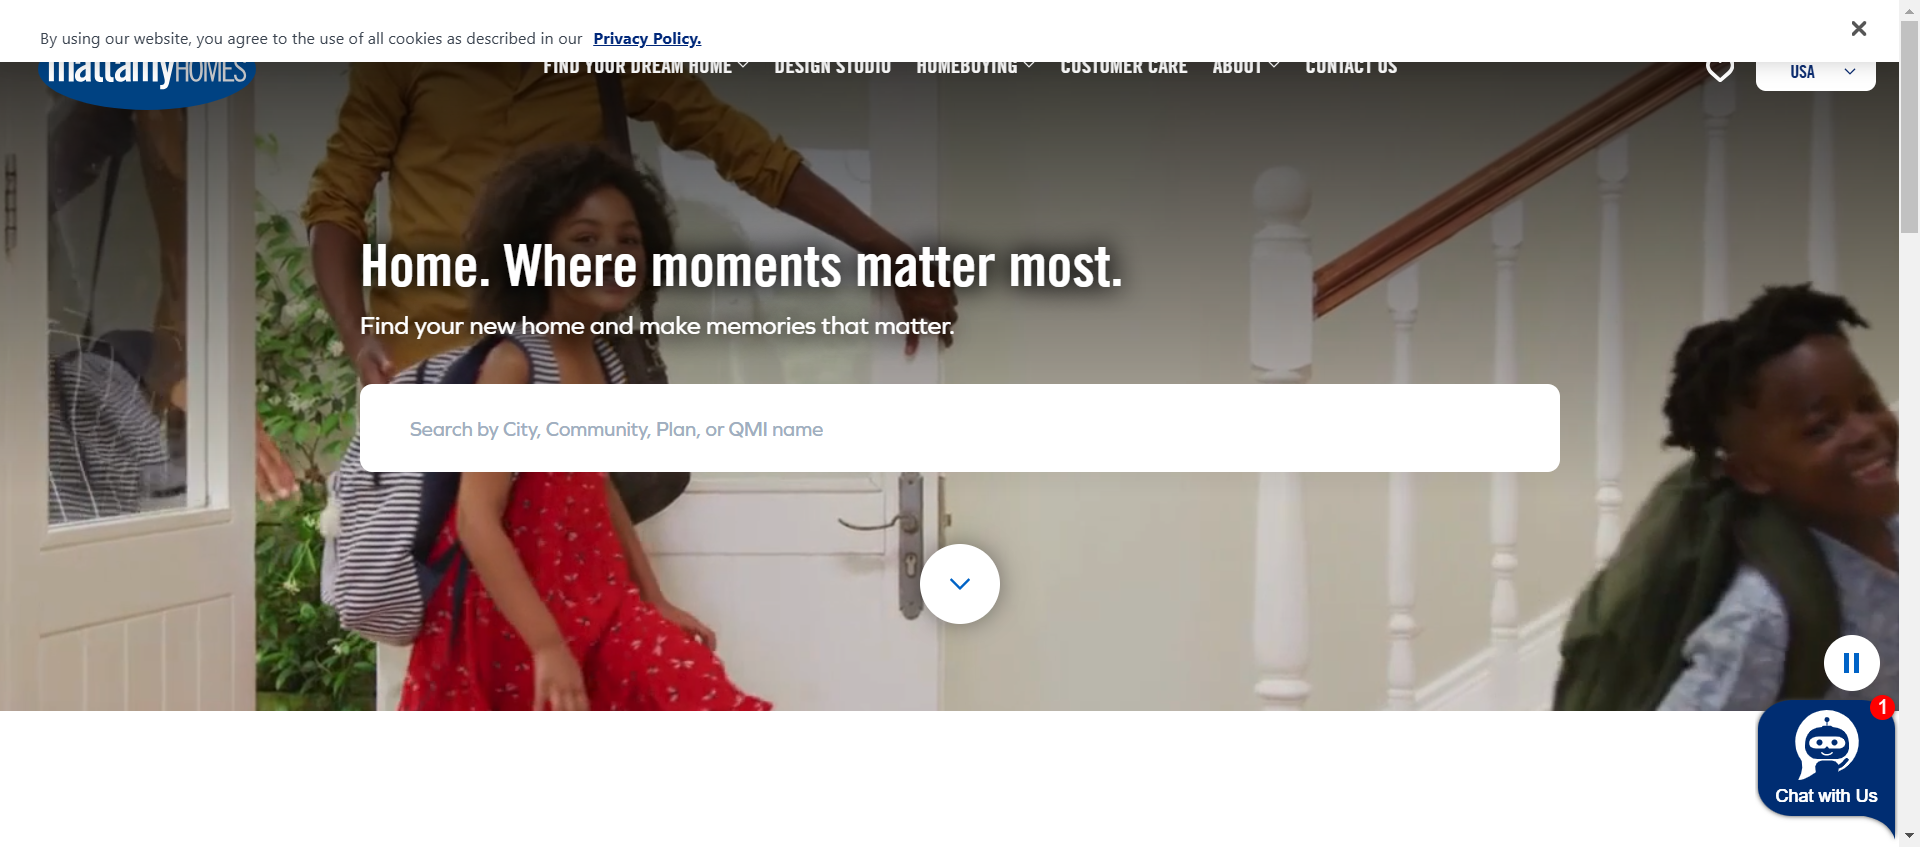 By using our website, you agree to the use of all cookies as described in our Privacy Policy.
mattamyHOMES
FIND YOUR DREAM HOME
DESIGN STUDIO
HOMEBUYING
CUSTOMER CARE
ABOUT
CONTACT US
USA
Home. Where moments matter most.
Find your new home and make memories that matter.
Search by City, Community, Plan, or QMI name
1
Chat with Us